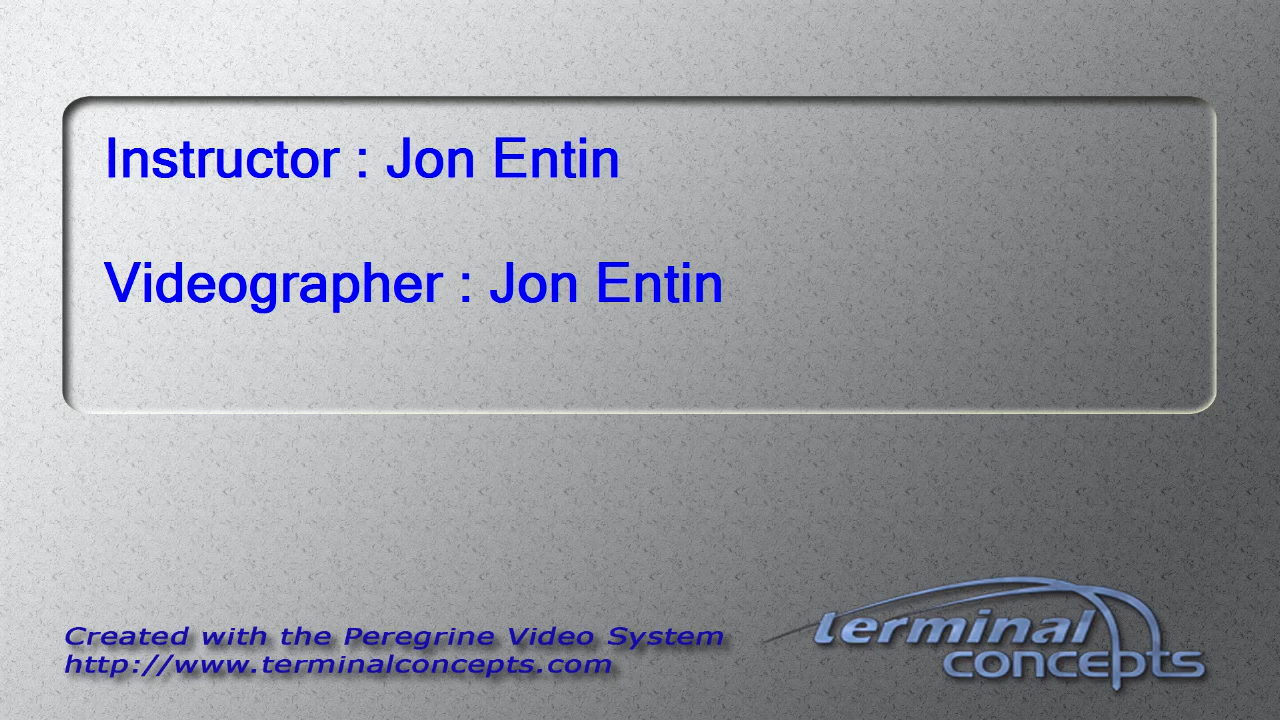 Instructor : Jon Entin
Videographer : Jon Entin
Created with the Peregrine Video System
http://www.terminalconcepts.com
terminal
concepts